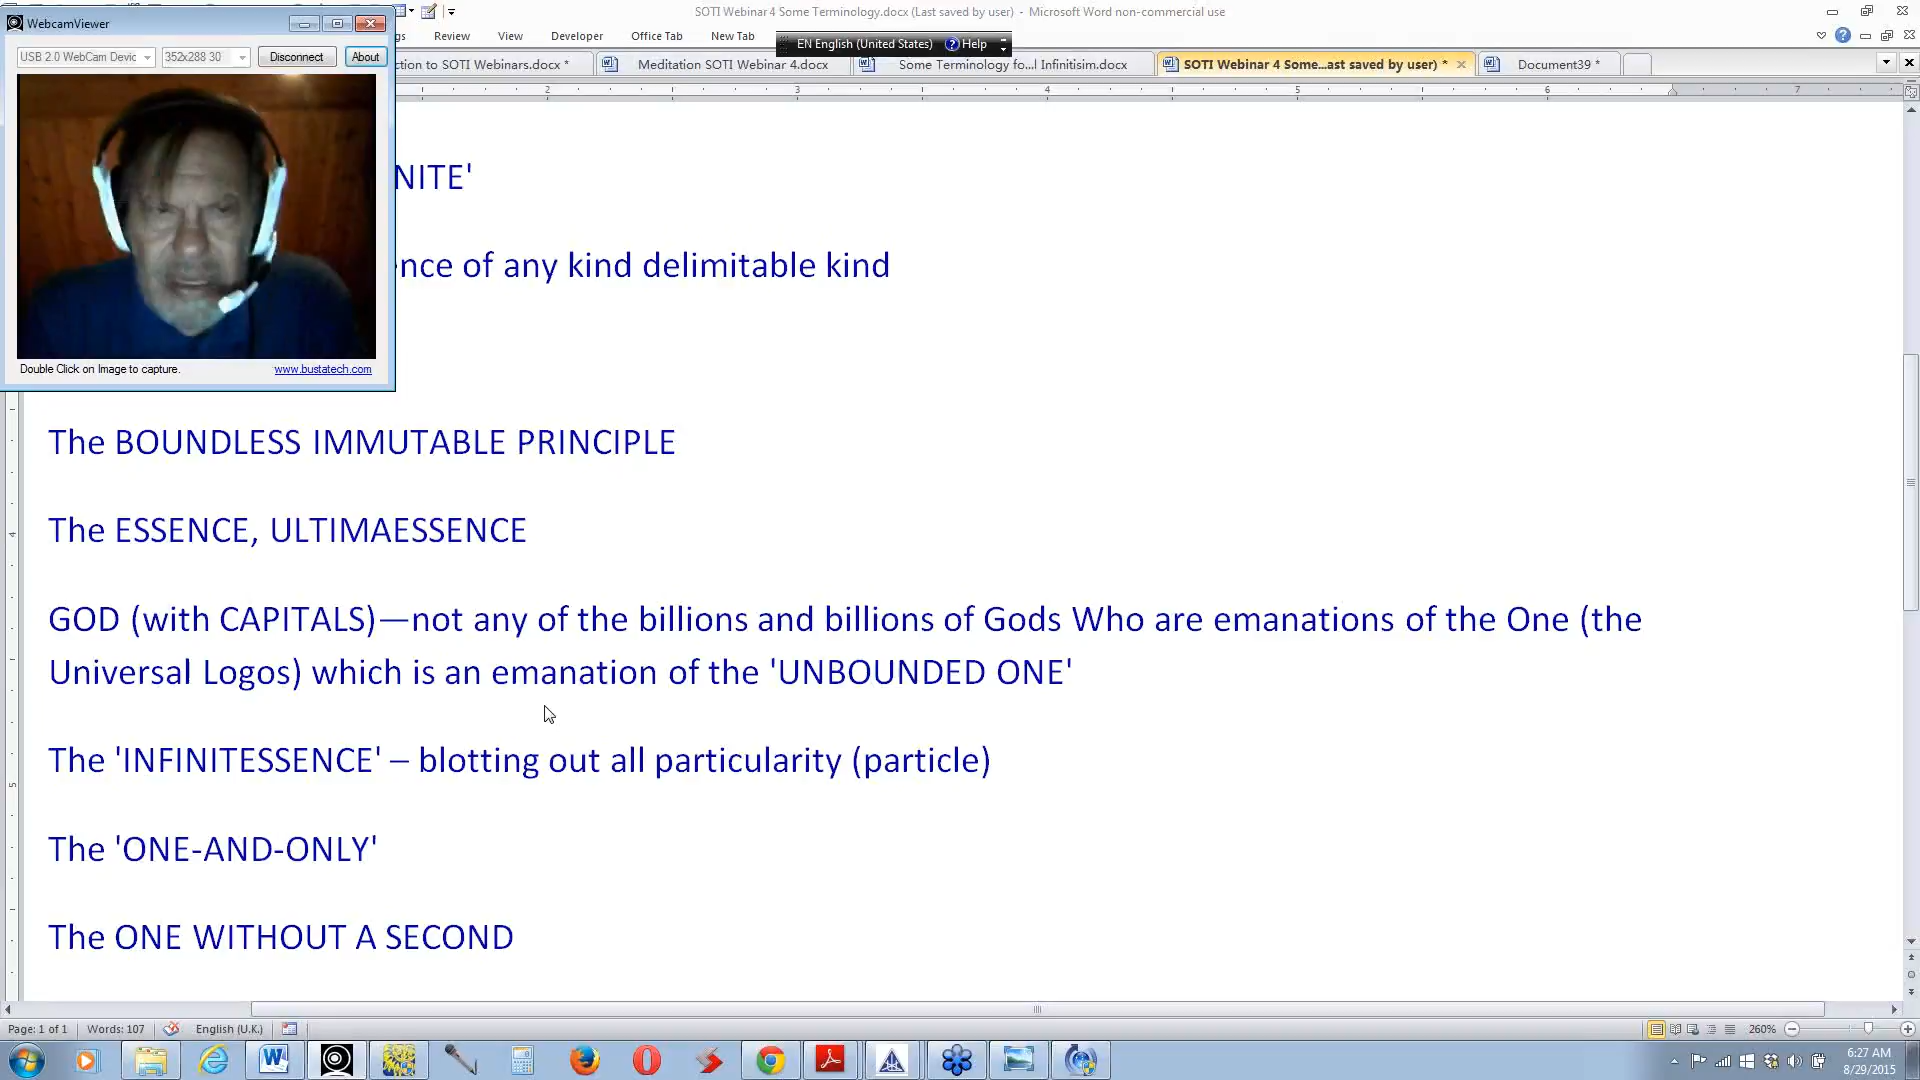 WebcamViewer
SOTI Webinar 4 Some Terminology.docx (Last saved by user) - Microsoft Word non-commercial use
Review View Developer Office Tab New Tab
EN English (United States) Help
USB 2.0 WebCam Devic 352x288 30 Disconnect About
ction to SOTI Webinars.docx * Meditation SOTI Webinar 4.docx Some Terminology fo...l Infinitisim.docx SOTI Webinar 4 Some...ast saved by user) * Document39 *
2 3 4 5 6 7
NITE'
nce of any kind delimitable kind
Double Click on Image to capture. www.bustatech.com
The BOUNDLESS IMMUTABLE PRINCIPLE
The ESSENCE, ULTIMAESSENCE
GOD (with CAPITALS)—not any of the billions and billions of Gods Who are emanations of the One (the
Universal Logos) which is an emanation of the 'UNBOUNDED ONE'
The 'INFINITESSENCE' – blotting out all particularity (particle)
The 'ONE-AND-ONLY'
The ONE WITHOUT A SECOND
Page: 1 of 1 Words: 107 English (U.K.) 260%
6:27 AM
8/29/2015